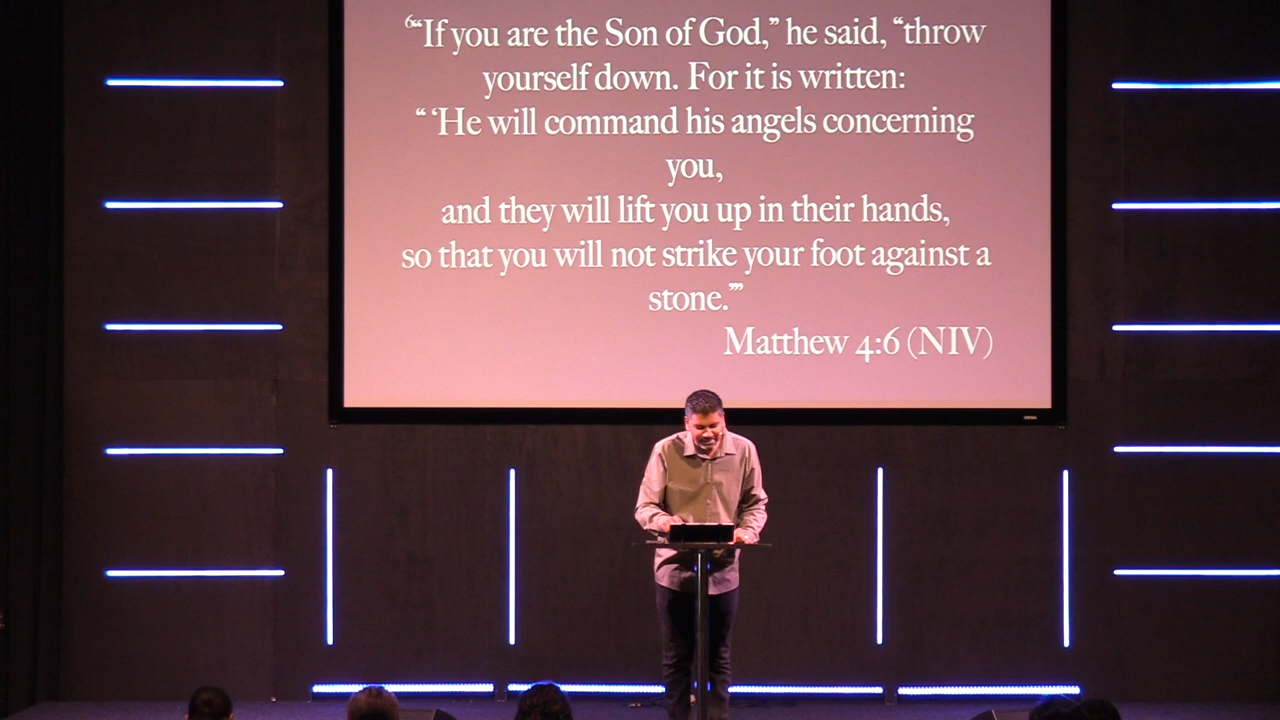 ⁶“‘If you are the Son of God,” he said, “throw
yourself down. For it is written:
“ ‘He will command his angels concerning
you,
and they will lift you up in their hands,
so that you will not strike your foot against a
stone.’”
Matthew 4:6 (NIV)